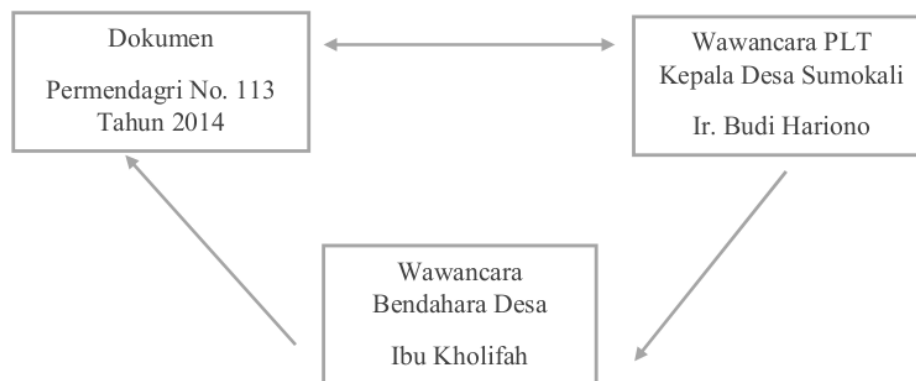 Dokumen
Permendagri No. 113
Tahun 2014
Wawancara PLT
Kepala Desa Sumokali
Ir. Budi Hariono
Wawancara
Bendahara Desa
Ibu Kholifah